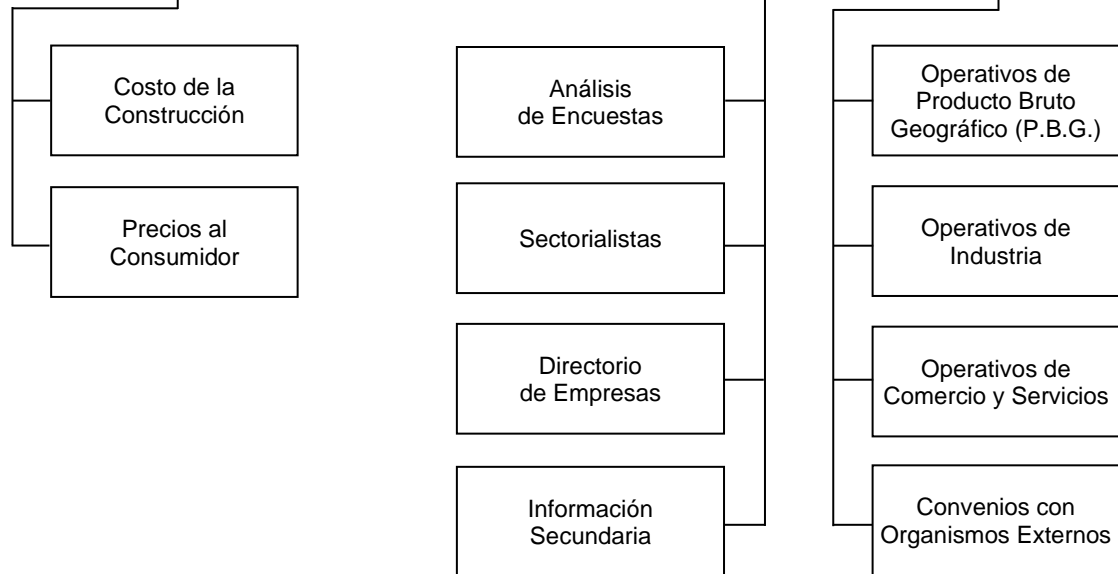 Costo de la
Construcción
Precios al
Consumidor
Análisis
de Encuestas
Sectorialistas
Directorio
de Empresas
Información
Secundaria
Operativos de
Producto Bruto
Geográfico (P.B.G.)
Operativos de
Industria
Operativos de
Comercio y Servicios
Convenios con
Organismos Externos